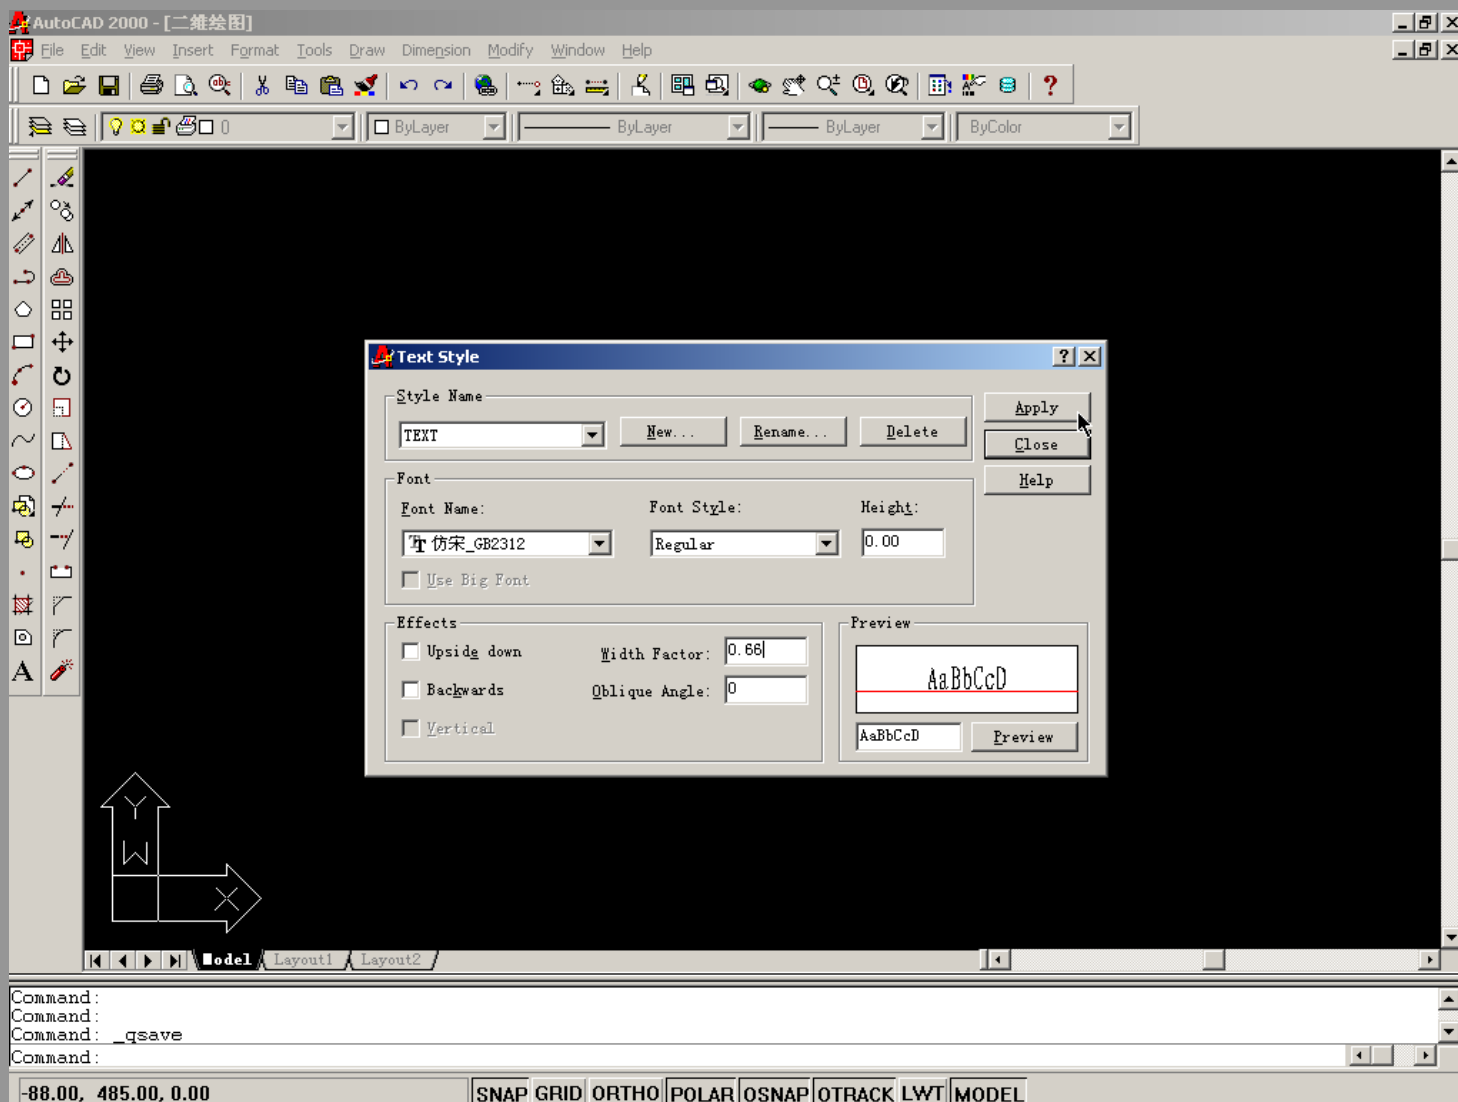 AutoCAD 2000 - [二维绘图]
File Edit View Insert Format Tools Draw Dimension Modify Window Help
0 ByLayer ByLayer ByLayer ByColor
Text Style
Style Name
TEXT New... Rename... Delete
Apply
Close
Help
Font
Font Name: Font Style: Height:
仿宋_GB2312 Regular 0.00
Use Big Font
Effects
Upside down Width Factor: 0.66
Backwards Oblique Angle: 0
Vertical
Preview
AaBbCcD
AaBbCcD Preview
Y
W
X
Model Layout1 Layout2
Command:
Command:
Command: _qsave
Command:
-88.00, 485.00, 0.00 SNAP GRID ORTHO POLAR OSNAP OTRACK LWT MODEL